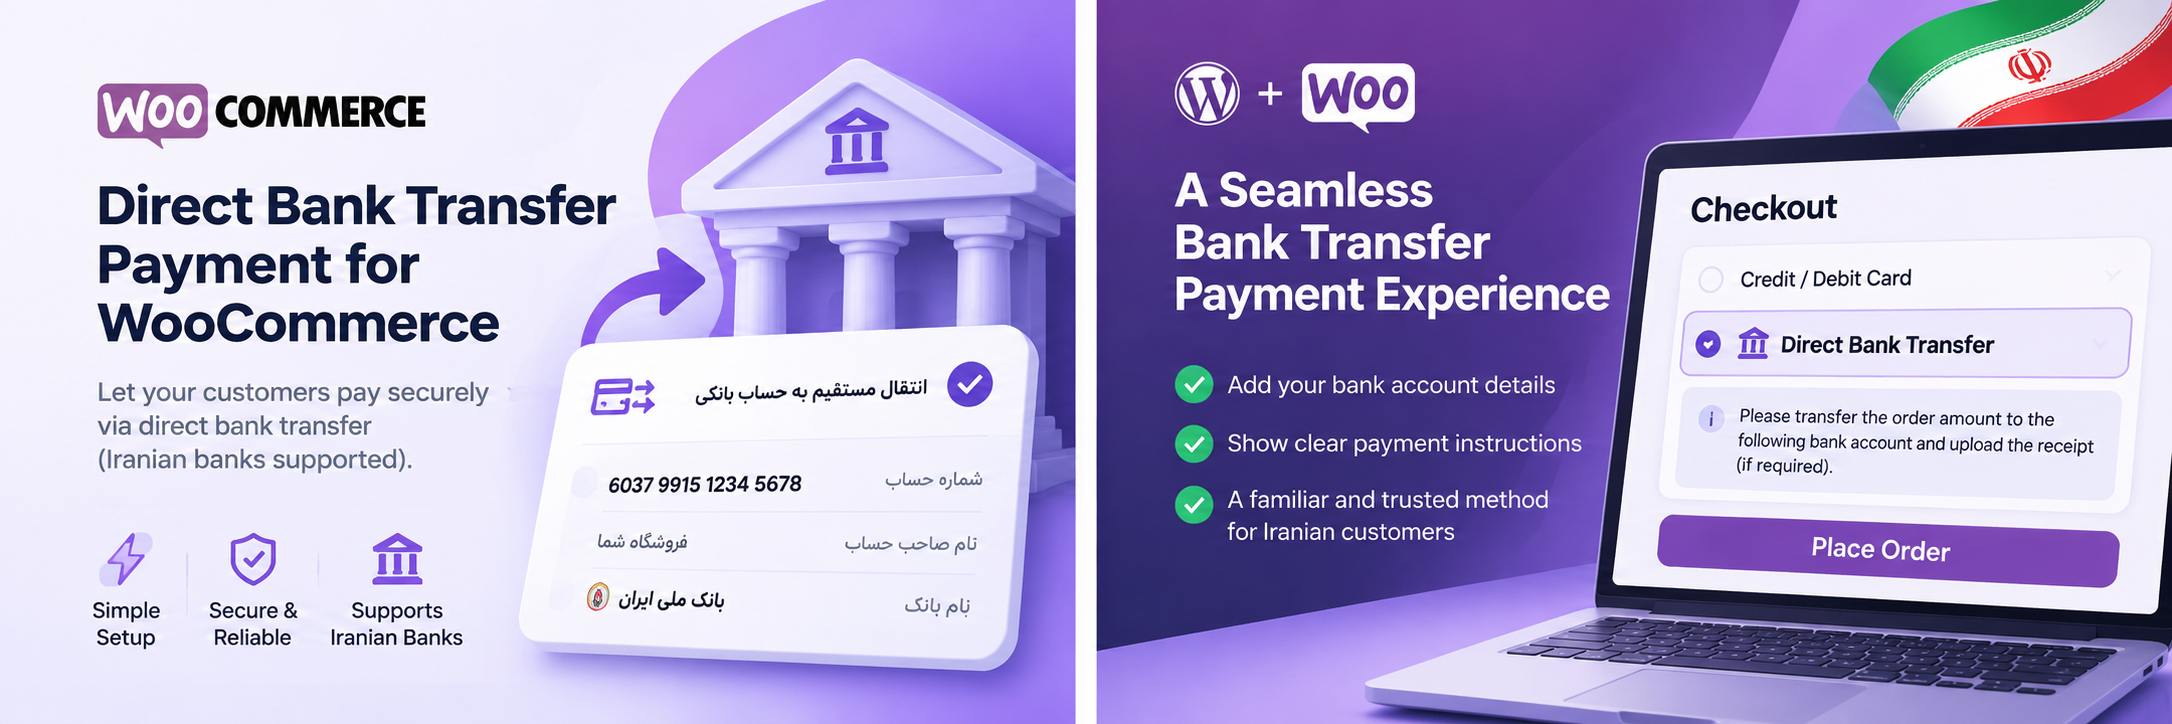 WOO COMMERCE
Direct Bank Transfer
Payment for
WooCommerce
Let your customers pay securely
via direct bank transfer
(Iranian banks supported).
Simple
Setup
Secure &
Reliable
Supports
Iranian Banks
انتقال مستقیم به حساب بانکی
شماره حساب 6037 9915 1234 5678
نام صاحب حساب فروشگاه شما
نام بانک بانک ملی ایران
W + WOO
A Seamless
Bank Transfer
Payment Experience
Add your bank account details
Show clear payment instructions
A familiar and trusted method
for Iranian customers
Checkout
Credit / Debit Card
Direct Bank Transfer
i Please transfer the order amount to the
following bank account and upload the receipt
(if required).
Place Order